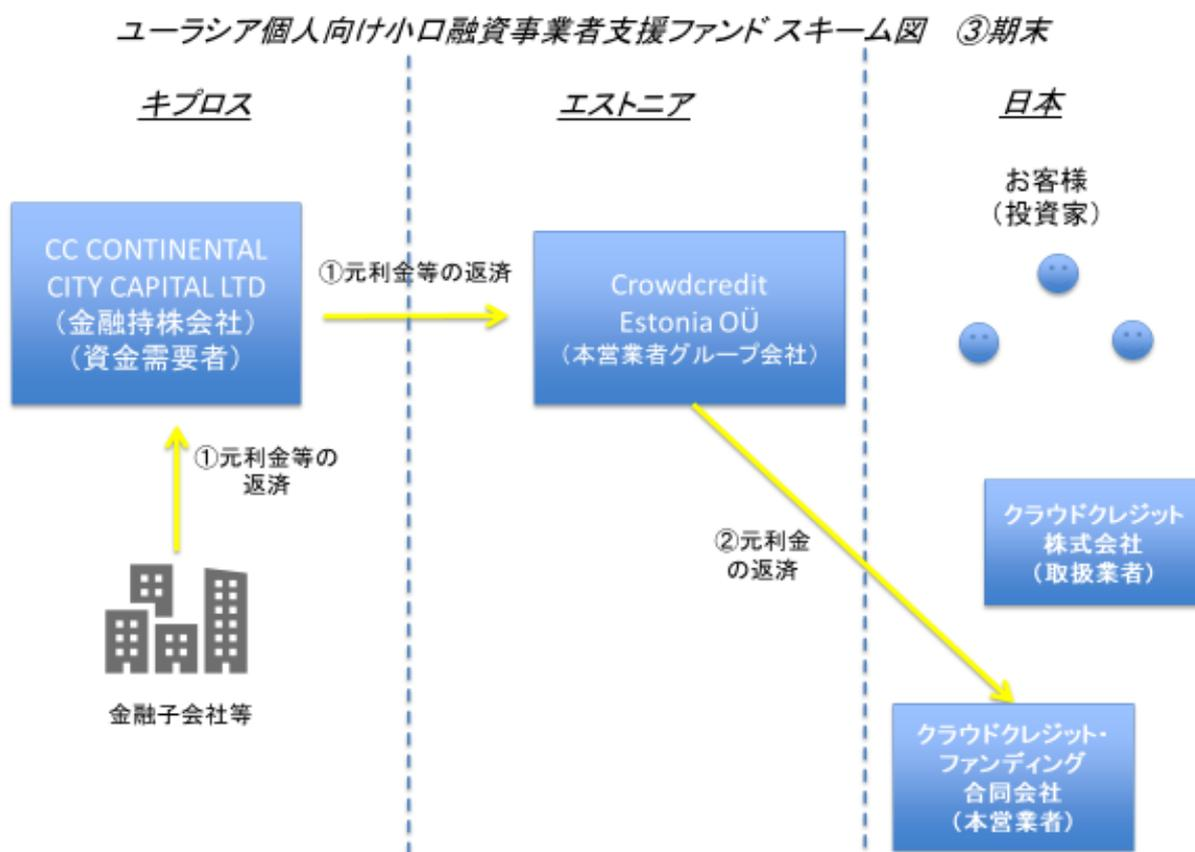 ユーラシア個人向け小口融資事業者支援ファンド スキーム図　③期末
キプロス
エストニア
日本
お客様
（投資家）
CC CONTINENTAL
CITY CAPITAL LTD
（金融持株会社）
（資金需要者）
①元利金等の返済
Crowdcredit
Estonia OÜ
（本営業者グループ会社）
①元利金等の
返済
金融子会社等
②元利金
の返済
クラウドクレジット
株式会社
（取扱業者）
クラウドクレジット・
ファンディング
合同会社
（本営業者）